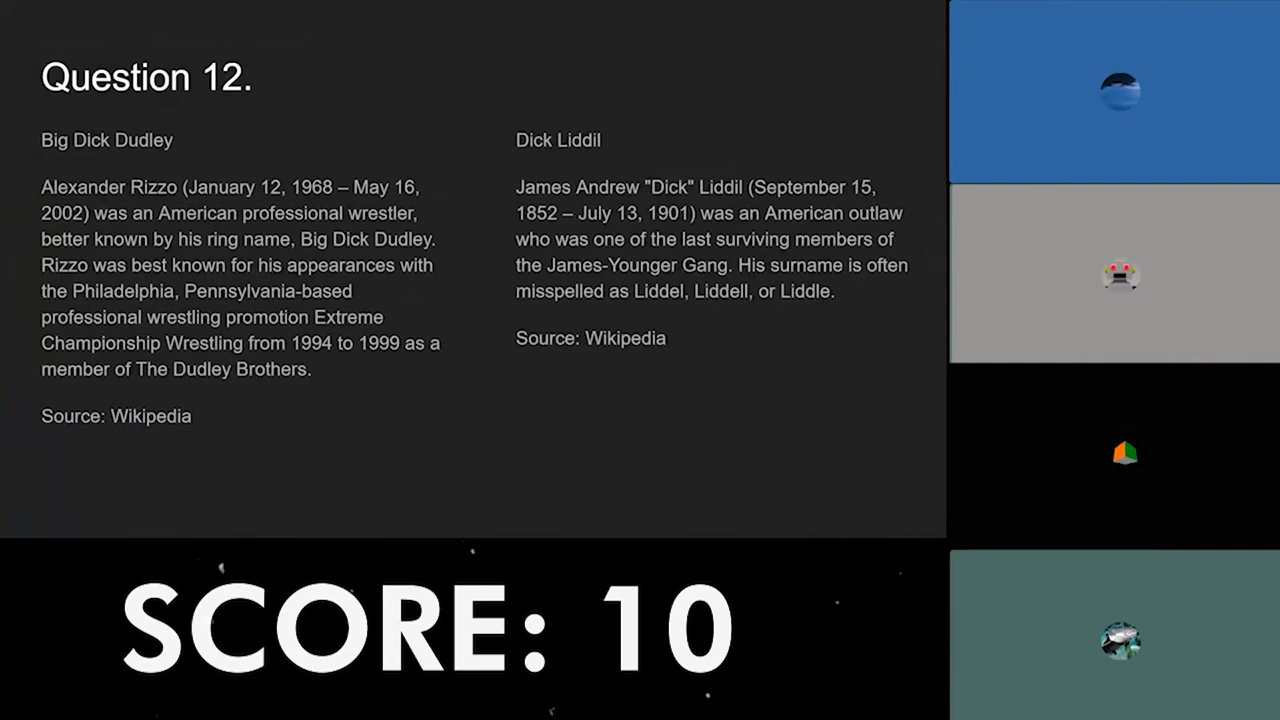 Question 12.
Big Dick Dudley
Alexander Rizzo (January 12, 1968 – May 16,
2002) was an American professional wrestler,
better known by his ring name, Big Dick Dudley.
Rizzo was best known for his appearances with
the Philadelphia, Pennsylvania-based
professional wrestling promotion Extreme
Championship Wrestling from 1994 to 1999 as a
member of The Dudley Brothers.
Source: Wikipedia
Dick Liddil
James Andrew "Dick" Liddil (September 15,
1852 – July 13, 1901) was an American outlaw
who was one of the last surviving members of
the James-Younger Gang. His surname is often
misspelled as Liddel, Liddell, or Liddle.
Source: Wikipedia
SCORE: 10